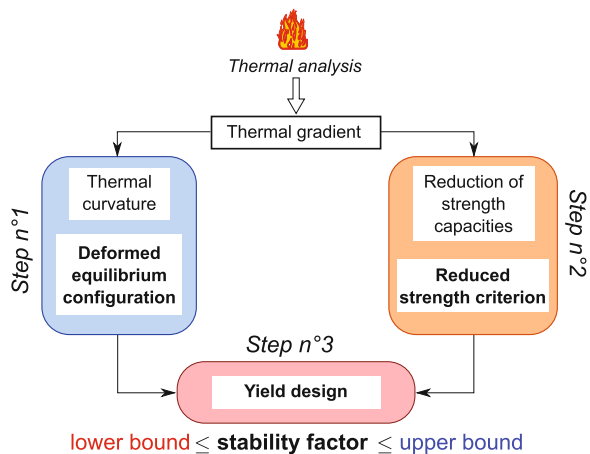 Thermal analysis
Thermal gradient
Step n°1
Thermal
curvature
Deformed
equilibrium
configuration
Reduction of
strength
capacities
Reduced
strength criterion
Step n°2
Step n°3
Yield design
lower bound ≤ stability factor ≤ upper bound